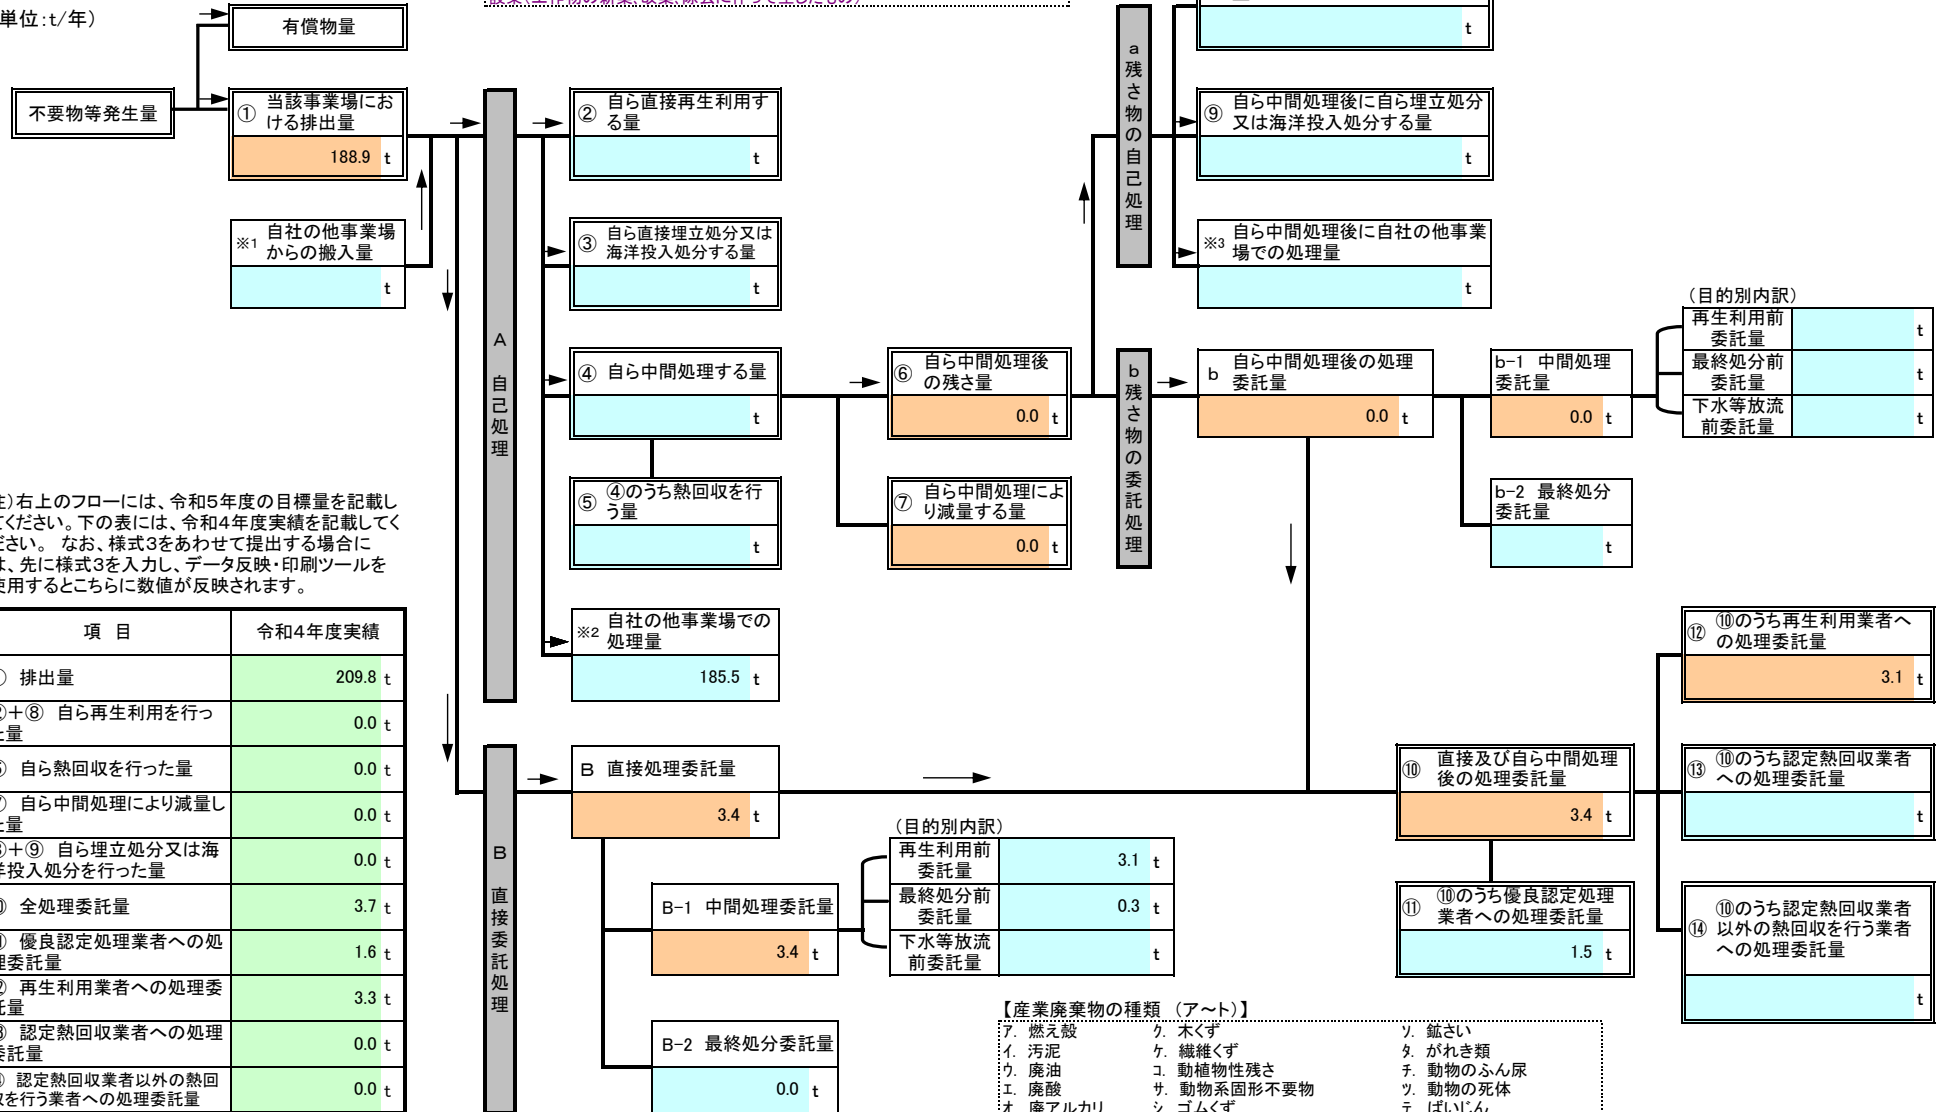 単位:t/年)
有償物量
不要物等発生量
① 当該事業場にお
ける排出量
188.9 t
※1 自社の他事業場
からの搬入量
t
A 自己処理
② 自ら直接再生利用す
る量
t
③ 自ら直接埋立処分又は
海洋投入処分する量
t
④ 自ら中間処理する量
t
⑤ ④のうち熱回収を行
う量
t
※2 自社の他事業場での
処理量
185.5 t
⑥ 自ら中間処理後
の残さ量
0.0 t
⑦ 自ら中間処理によ
り減量する量
0.0 t
a残さ物の自己処理
t
⑨ 自ら中間処理後に自ら埋立処分
又は海洋投入処分する量
t
※3 自ら中間処理後に自社の他事業
場での処理量
t
b残さ物の委託処理
b 自ら中間処理後の処理
委託量
0.0 t
b-1 中間処理
委託量
0.0 t
b-2 最終処分
委託量
t
(目的別内訳)
再生利用前
委託量
t
最終処分前
委託量
t
下水等放流
前委託量
t
注)右上のフローには、令和5年度の目標量を記載し
てください。下の表には、令和4年度実績を記載してく
ださい。 なお、様式3をあわせて提出する場合に
は、先に様式3を入力し、データ反映・印刷ツールを
使用するとこちらに数値が反映されます。
項 目 令和4年度実績
排出量 209.8 t
②+⑧ 自ら再生利用を行っ
た量 0.0 t
⑤ 自ら熱回収を行った量 0.0 t
⑦ 自ら中間処理により減量し
た量 0.0 t
③+⑨ 自ら埋立処分又は海
洋投入処分を行った量 0.0 t
⑩ 全処理委託量 3.7 t
⑪ 優良認定処理業者への処
理委託量 1.6 t
⑫ 再生利用業者への処理委
託量 3.3 t
⑬ 認定熱回収業者への処理
委託量 0.0 t
⑭ 認定熱回収業者以外の熱回
収を行う業者への処理委託量 0.0 t
B 直接委託処理
B 直接処理委託量
3.4 t
B-1 中間処理委託量
3.4 t
B-2 最終処分委託量
0.0 t
(目的別内訳)
再生利用前
委託量
3.1 t
最終処分前
委託量
0.3 t
下水等放流
前委託量
t
⑩ 直接及び自ら中間処理
後の処理委託量
3.4 t
⑪ ⑩のうち優良認定処理
業者への処理委託量
1.5 t
⑫ ⑩のうち再生利用業者へ
の処理委託量
3.1 t
⑬ ⑩のうち認定熱回収業者
への処理委託量
t
⑭ ⑩のうち認定熱回収業者
以外の熱回収を行う業者
への処理委託量
t
【産業廃棄物の種類 (ア~ト)】
ア. 燃え殻 ク. 木くず ソ. 鉱さい
イ. 汚泥 ケ. 繊維くず タ. がれき類
ウ. 廃油 コ. 動植物性残さ チ. 動物のふん尿
エ. 廃酸 サ. 動物系固形不要物 ツ. 動物の死体
オ. 廃アルカリ シ. ゴムくず テ. ばいじん